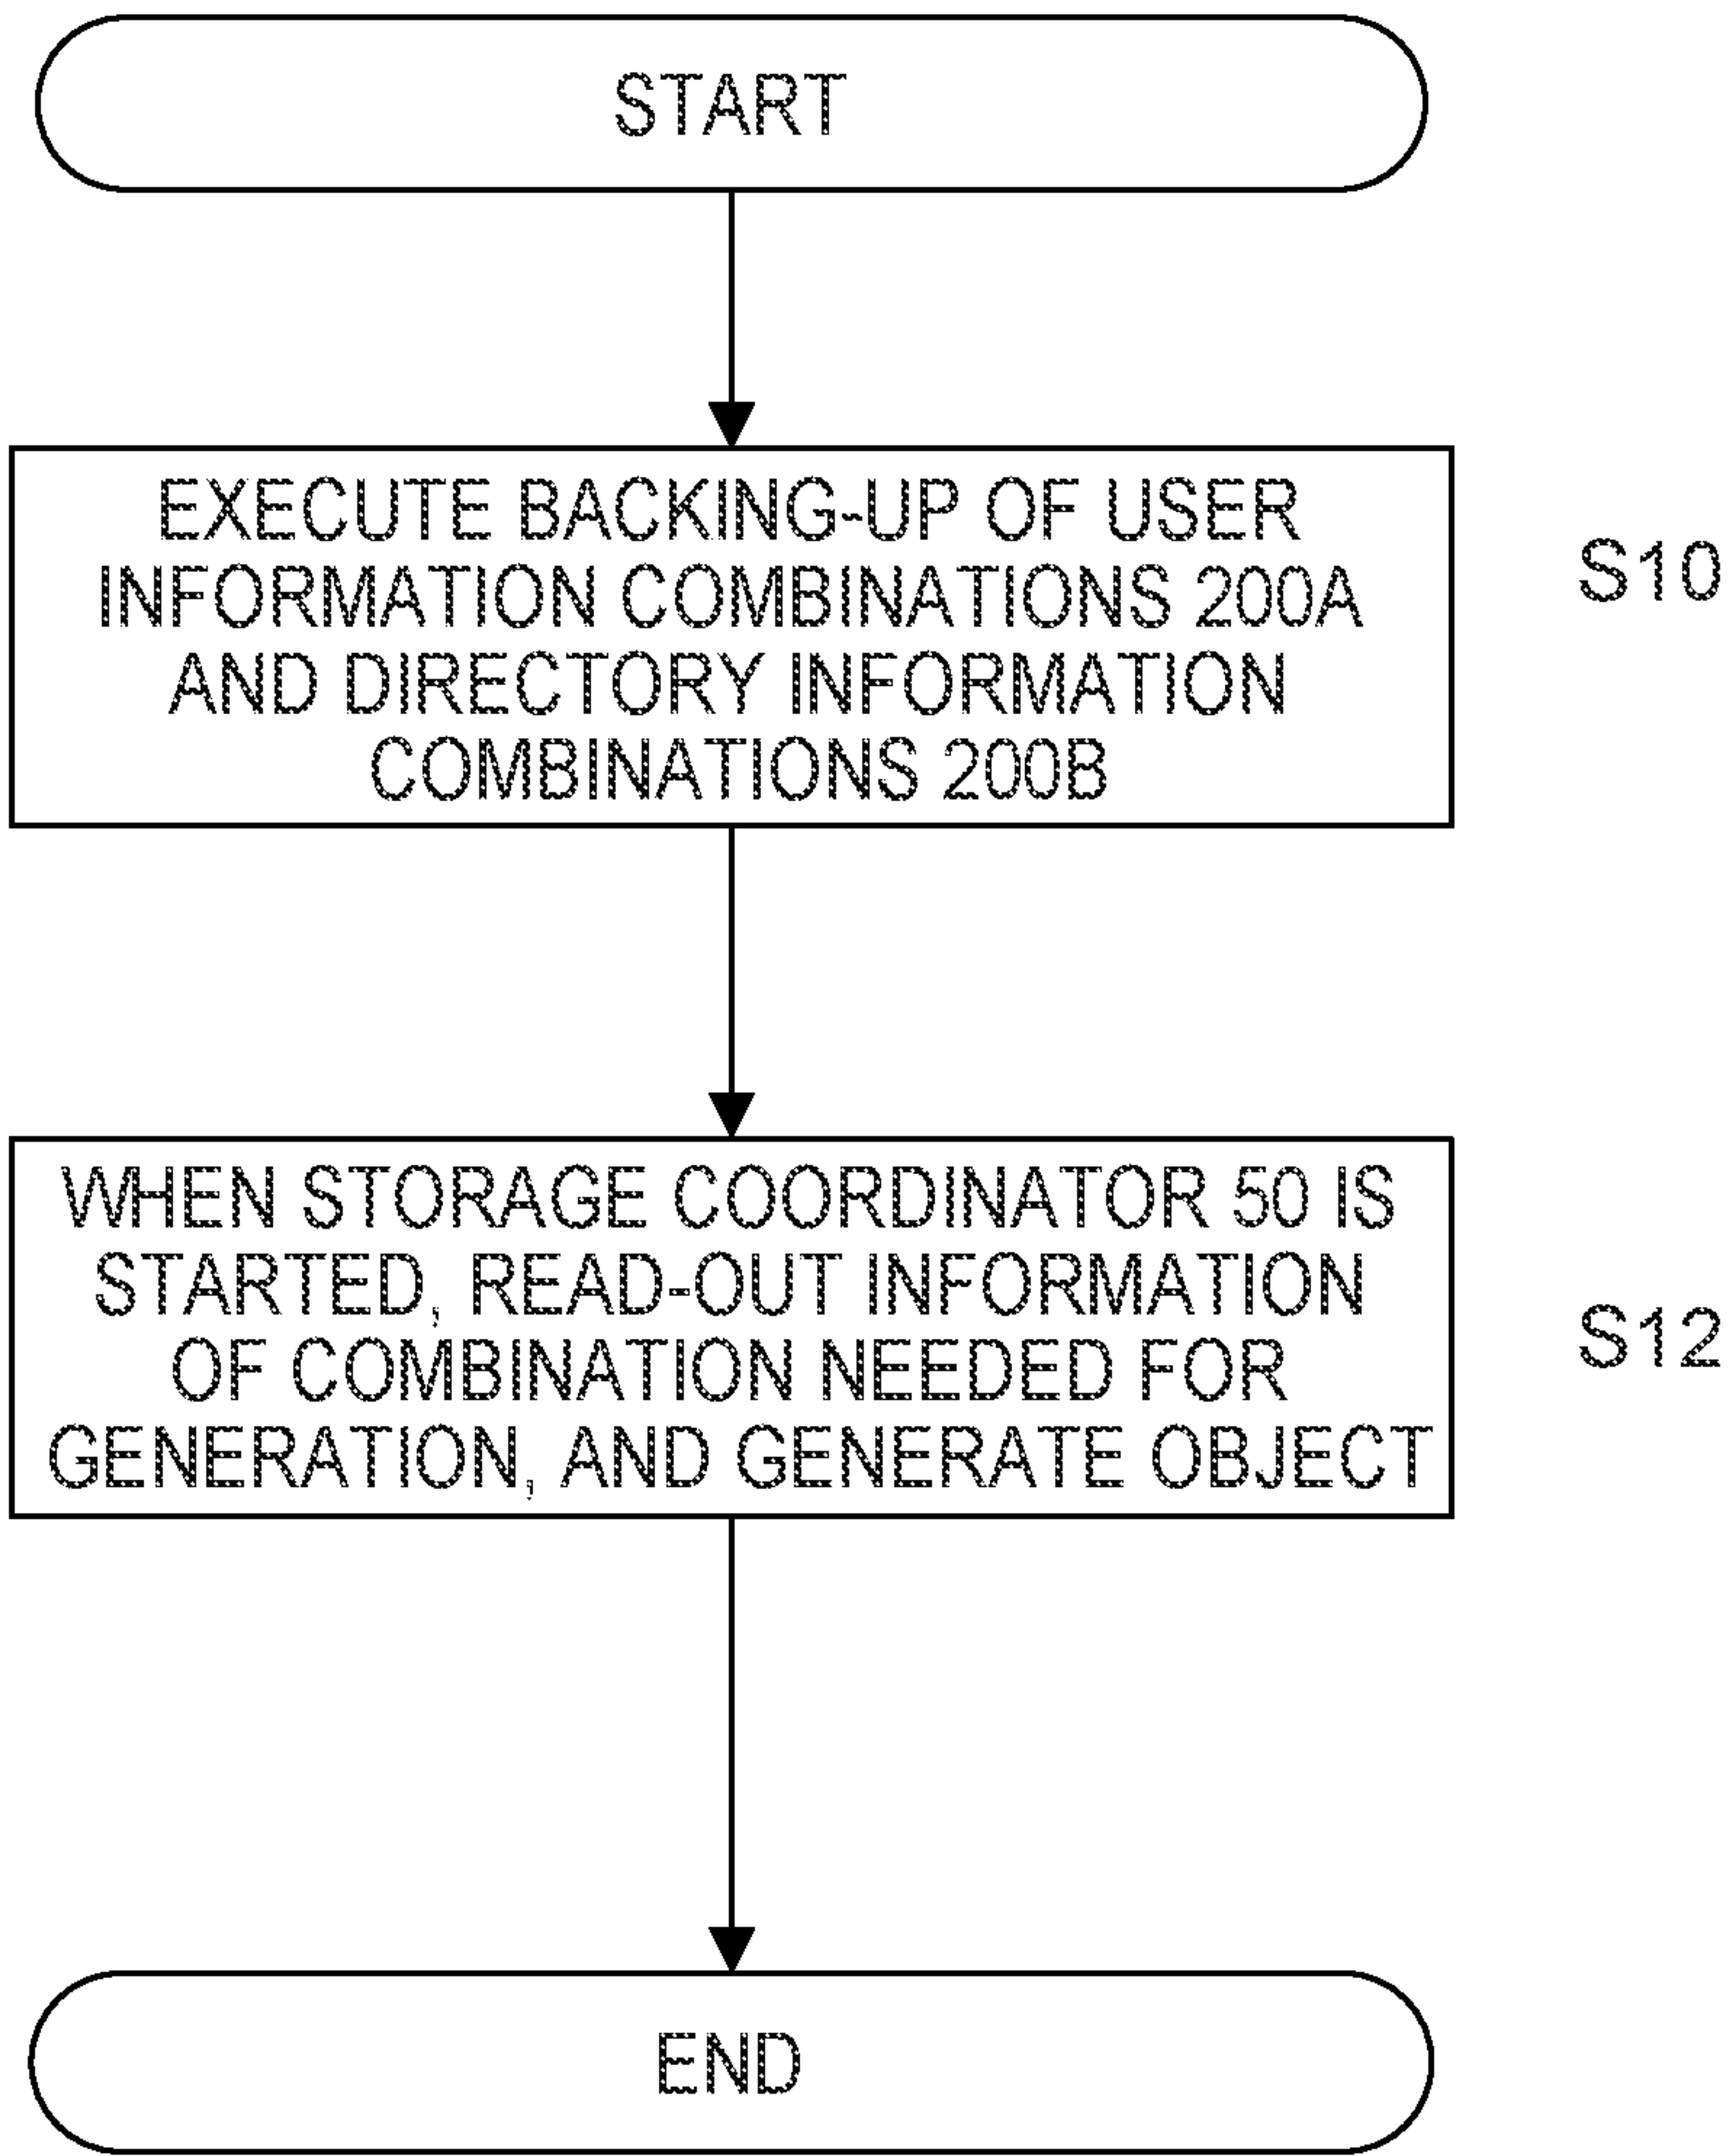 START
EXECUTE BACKING-UP OF USER
INFORMATION COMBINATIONS 200A
AND DIRECTORY INFORMATION
COMBINATIONS 200B
S10
WHEN STORAGE COORDINATOR 50 IS
STARTED, READ-OUT INFORMATION
OF COMBINATION NEEDED FOR
GENERATION, AND GENERATE OBJECT
S12
END